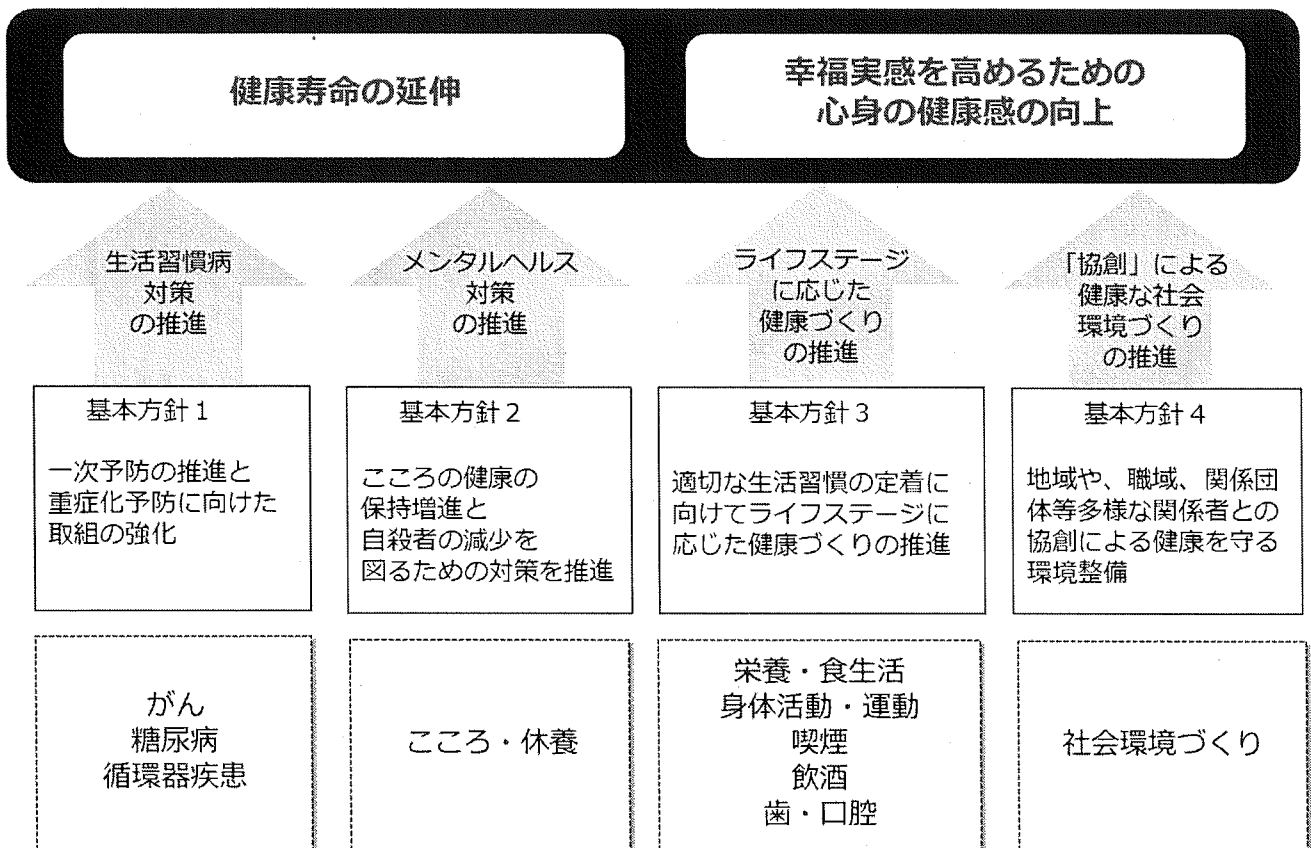 健康寿命の延伸
幸福実感を高めるための
心身の健康感の向上
生活習慣病
対策
の推進
メンタルヘルス
対策
の推進
ライフステージ
に応じた
健康づくり
の推進
「協創」による
健康な社会
環境づくり
の推進
基本方針1
一次予防の推進と
重症化予防に向けた
取組の強化
基本方針2
こころの健康の
保持増進と
自殺者の減少を
図るための対策を推進
基本方針3
適切な生活習慣の定着に
向けてライフステージに
応じた健康づくりの推進
基本方針4
地域や、職域、関係団
体等多様な関係者との
協創による健康を守る
環境整備
がん
糖尿病
循環器疾患
こころ・休養
栄養・食生活
身体活動・運動
喫煙
飲酒
歯・口腔
社会環境づくり